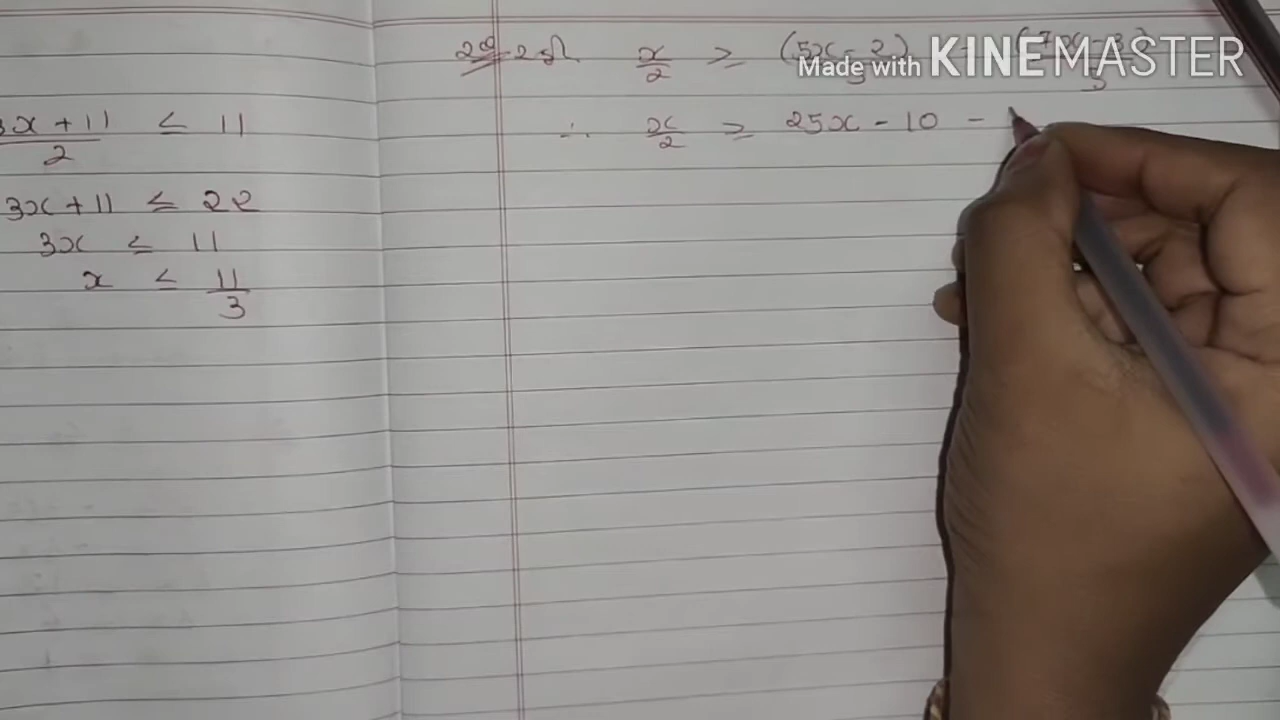 3x + 11 ≤ 11
2
3x + 11 ≤ 22
3x ≤ 11
x ≤ 11/3
x/2 ≥ (5x - 2) - (7x - 3)
Made with KINEMASTER
∴ x/2 ≥ 25x - 10 -